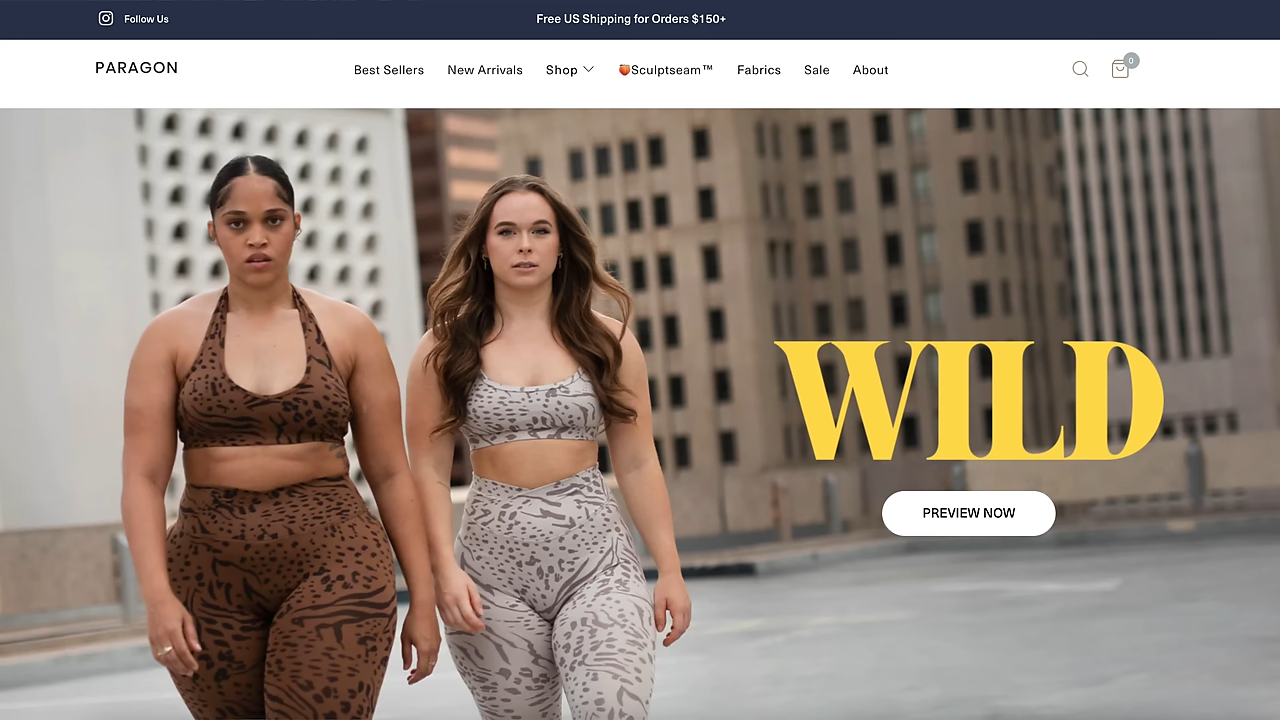 Follow Us
Free US Shipping for Orders $150+
PARAGON
Best Sellers New Arrivals Shop 🍑Sculptseam™ Fabrics Sale About
0
WILD
PREVIEW NOW